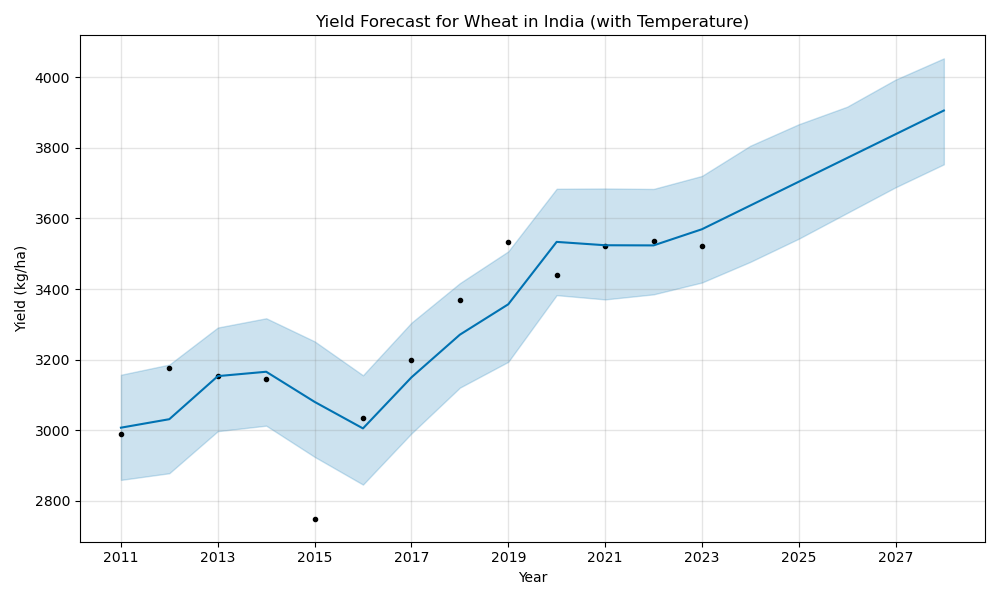 Yield Forecast for Wheat in India (with Temperature)
Yield (kg/ha)
4000
3800
3600
3400
3200
3000
2800
2011 2013 2015 2017 2019 2021 2023 2025 2027
Year